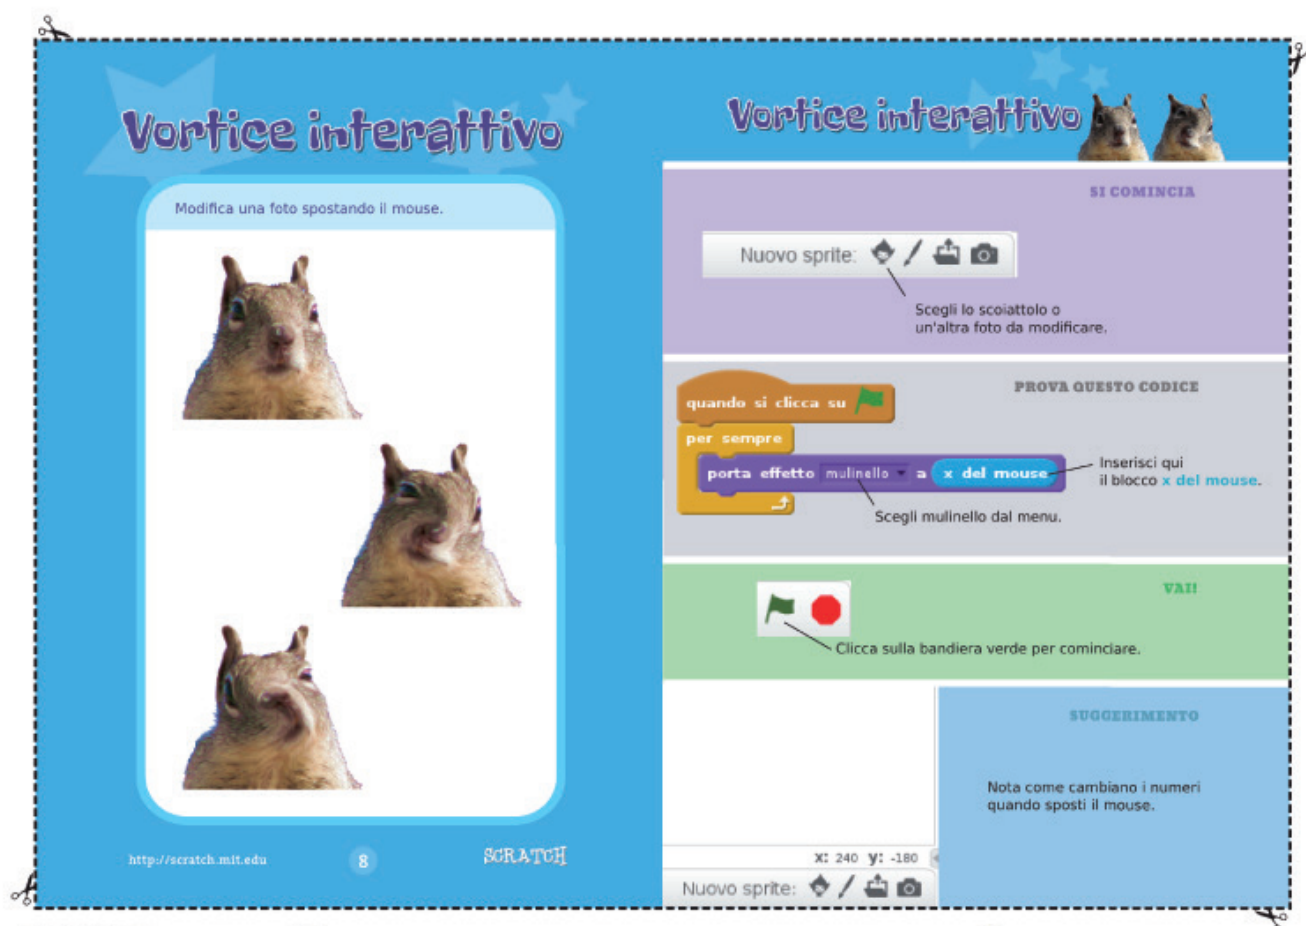 Vortice interattivo
Modifica una foto spostando il mouse.
http://scratch.mit.edu
8
SCRATCH
Vortice interattivo
SI COMINCIA
Nuovo sprite:
Scegli lo scoiattolo o
un'altra foto da modificare.
PROVA QUESTO CODICE
quando si clicca su
per sempre
porta effetto mulinello a x del mouse
Inserisci qui
il blocco x del mouse.
Scegli mulinello dal menu.
VAI!
Clicca sulla bandiera verde per cominciare.
SUGGERIMENTO
Nota come cambiano i numeri
quando sposti il mouse.
x: 240 y: -180
Nuovo sprite: